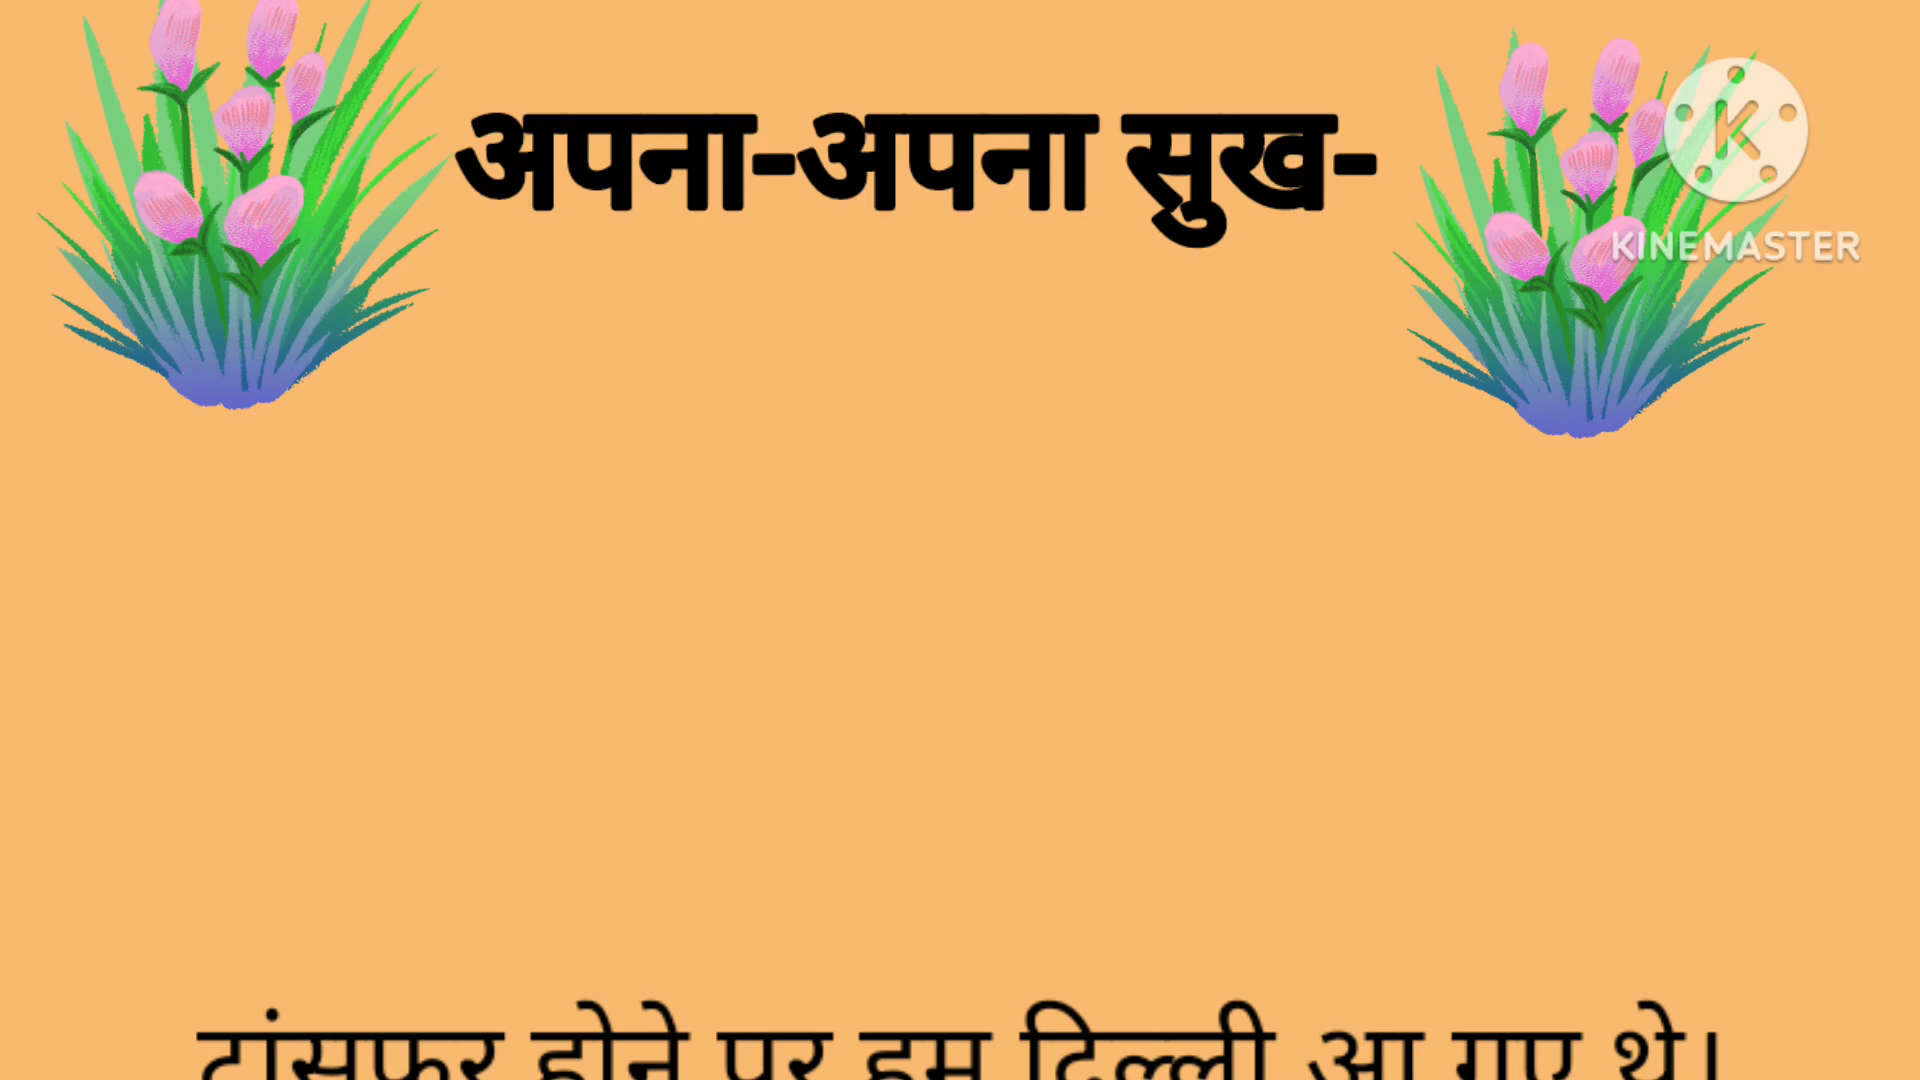 अपना-अपना सुख-
KINEMASTER
ट्रांसफर होने पर हम दिल्ली आ गए थे।